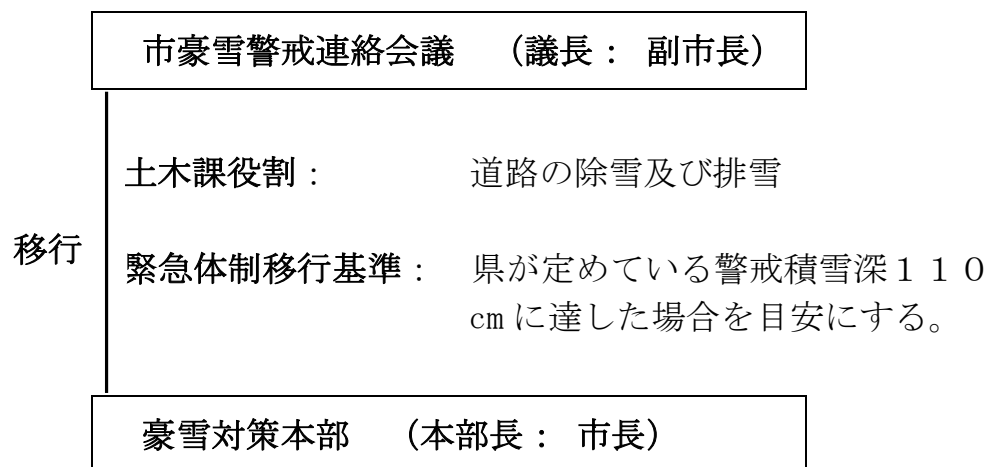 市豪雪警戒連絡会議　（議長：　副市長）
土木課役割：　道路の除雪及び排雪
移行
緊急体制移行基準：　県が定めている警戒積雪深１１０
cmに達した場合を目安にする。
豪雪対策本部　（本部長：　市長）